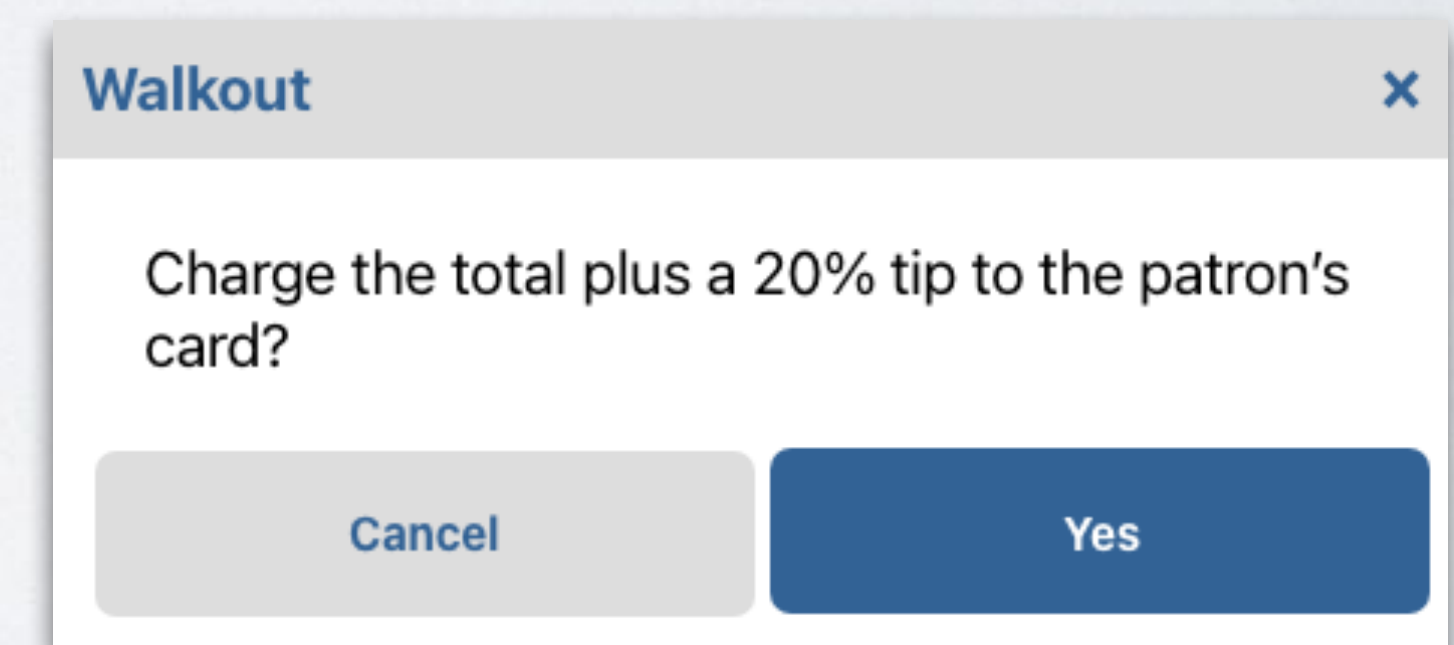 Walkout ×
Charge the total plus a 20% tip to the patron’s
card?
Cancel Yes